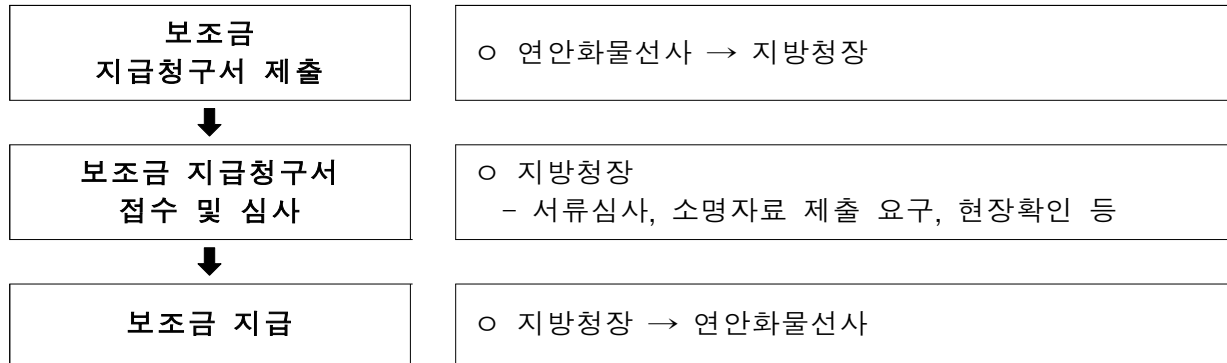 보조금
지급청구서 제출
ㅇ 연안화물선사 → 지방청장
보조금 지급청구서
접수 및 심사
ㅇ 지방청장
- 서류심사, 소명자료 제출 요구, 현장확인 등
보조금 지급
ㅇ 지방청장 → 연안화물선사